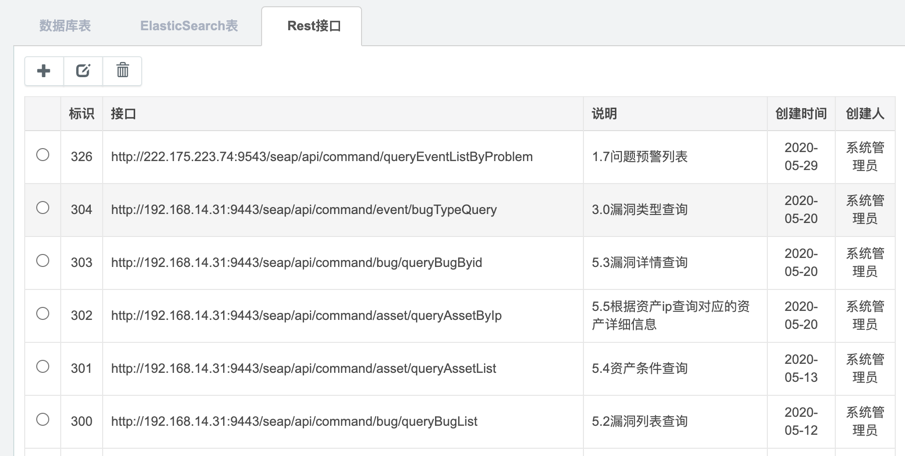 数据库表 ElasticSearch表 Rest接口
标识 接口 说明 创建时间 创建人
326 http://222.175.223.74:9543/seap/api/command/queryEventListByProblem 1.7问题预警列表 2020-05-29 系统管理员
304 http://192.168.14.31:9443/seap/api/command/event/bugTypeQuery 3.0漏洞类型查询 2020-05-20 系统管理员
303 http://192.168.14.31:9443/seap/api/command/bug/queryBugByid 5.3漏洞详情查询 2020-05-20 系统管理员
302 http://192.168.14.31:9443/seap/api/command/asset/queryAssetByIp 5.5根据资产ip查询对应的资产详细信息 2020-05-20 系统管理员
301 http://192.168.14.31:9443/seap/api/command/asset/queryAssetList 5.4资产条件查询 2020-05-13 系统管理员
300 http://192.168.14.31:9443/seap/api/command/bug/queryBugList 5.2漏洞列表查询 2020-05-12 系统管理员